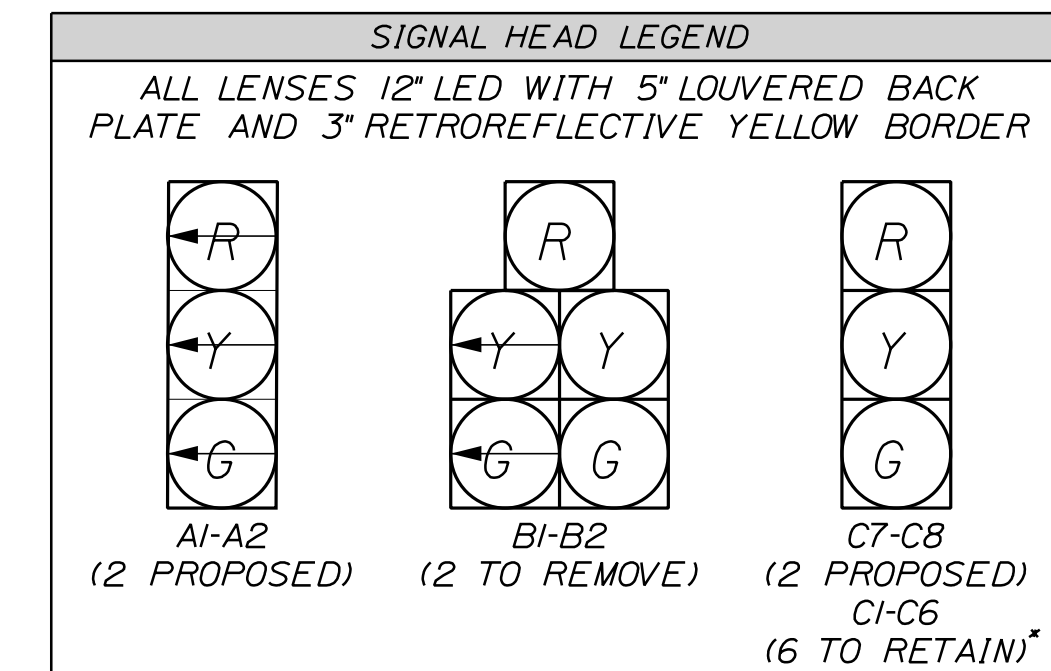 SIGNAL HEAD LEGEND
ALL LENSES 12" LED WITH 5" LOUVERED BACK
PLATE AND 3" RETROREFLECTIVE YELLOW BORDER
R
Y
G
A1-A2
(2 PROPOSED)
R
Y Y
G G
B1-B2
(2 TO REMOVE)
R
Y
G
C7-C8
(2 PROPOSED)
C1-C6
(6 TO RETAIN)*